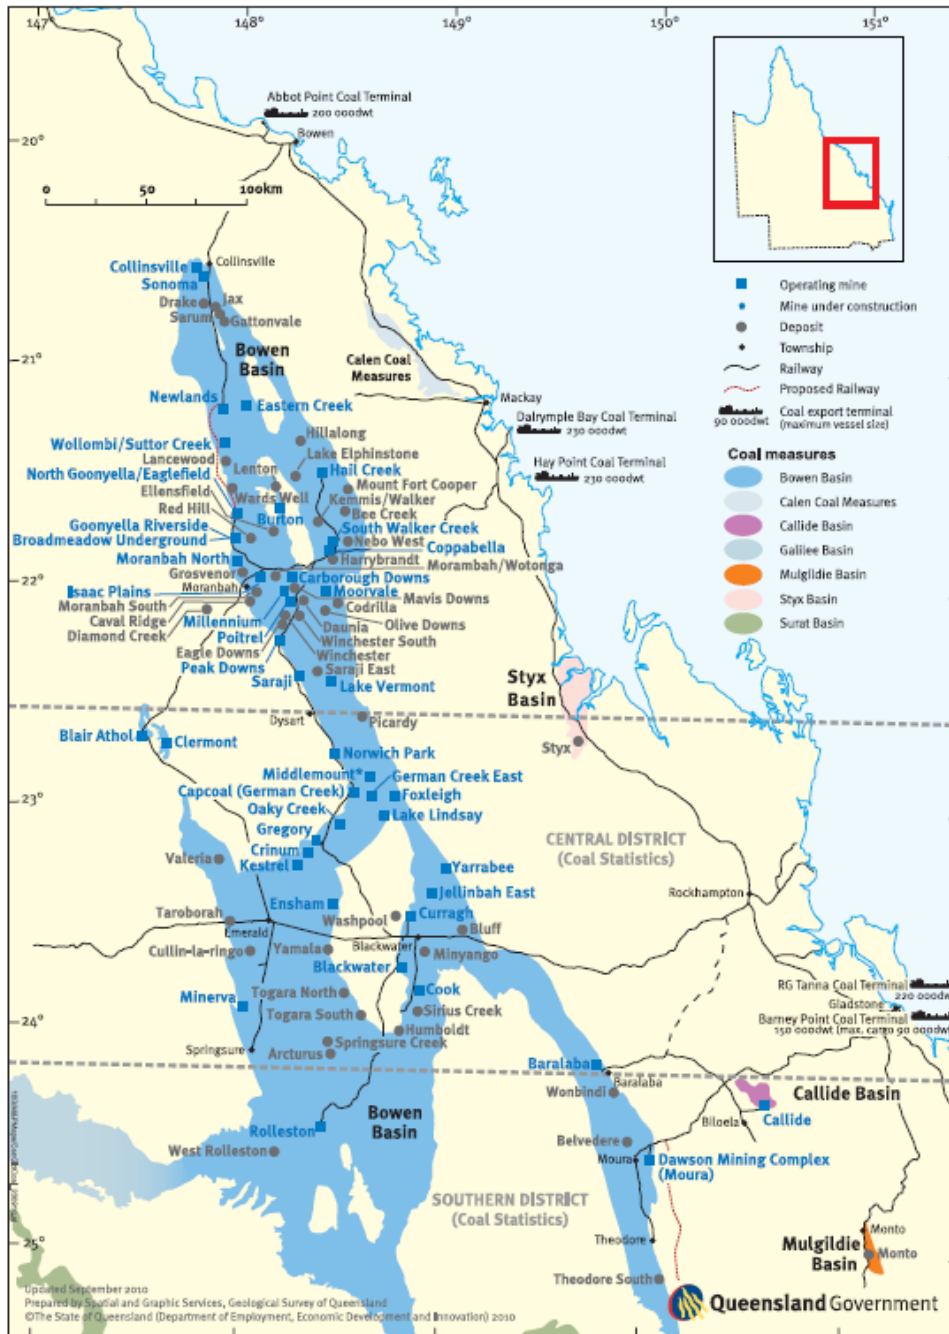 147°
148°
149°
150°
151°
Abbot Point Coal Terminal
200 000dwt
Bowen
20°
0 50 100km
Collinsville
Collinsville
Sonoma
Drake
Jax
Sarum
Gattonvale
Bowen
Basin
21°
Calen Coal
Measures
Newlands
Eastern Creek
Mackay
Dalrymple Bay Coal Terminal
230 000dwt
Hay Point Coal Terminal
230 000dwt
Hillalong
Wollombi/Suttor Creek
Lancewood
Lake Elphinstone
Lenton
Hail Creek
North Goonyella/Eaglefield
Mount Fort Cooper
Ellensfield
Wards Well
Kemmis/Walker
Red Hill
Bee Creek
Burton
Goonyella Riverside
South Walker Creek
Broadmeadow Underground
Nebo West
Coppabella
Moranbah North
Harrybrandt
Morambah/Wotonga
Grosvenor
22°
Moranbah
Carborough Downs
Isaac Plains
Moorvale
Mavis Downs
Moranbah South
Codrilla
Caval Ridge
Millennium
Olive Downs
Diamond Creek
Poitrel
Daunia
Winchester South
Eagle Downs
Winchester
Peak Downs
Saraji East
Saraji
Lake Vermont
Dysart
Picardy
Styx
Basin
Styx
Blair Athol
Clermont
Norwich Park
Middlemount*
German Creek East
Capcoal (German Creek)
Foxleigh
23°
Oaky Creek
Lake Lindsay
Gregory
Crinum
Kestrel
CENTRAL DISTRICT
(Coal Statistics)
Valeria
Yarrabee
Jellinbah East
Rockhampton
Ensham
Taroborah
Washpool
Curragh
Emerald
Bluff
Cullin-la-ringo
Yamala
Blackwater
Minyango
Blackwater
Minerva
Togara North
Cook
Togara South
Sirius Creek
24°
Humboldt
Springsure
Springsure Creek
Arcturus
RG Tanna Coal Terminal
220 000dwt
Gladstone
Barney Point Coal Terminal
150 000dwt (max. cargo 90 000dwt)
Baralaba
Baralaba
Wonbindi
Callide Basin
Biloela
Callide
Rolleston
Bowen
Basin
West Rolleston
Belvedere
Moura
Dawson Mining Complex
(Moura)
SOUTHERN DISTRICT
(Coal Statistics)
25°
Theodore
Mulgildie
Basin
Monto
Monto
Theodore South
Operating mine
Mine under construction
Deposit
Township
Railway
Proposed Railway
Coal export terminal
90 000dwt
(maximum vessel size)
Coal measures
Bowen Basin
Calen Coal Measures
Callide Basin
Galilee Basin
Mulgildie Basin
Styx Basin
Surat Basin
Updated September 2010
Prepared by Spatial and Graphic Services, Geological Survey of Queensland
©The State of Queensland (Department of Employment, Economic Development and Innovation) 2010
Queensland Government